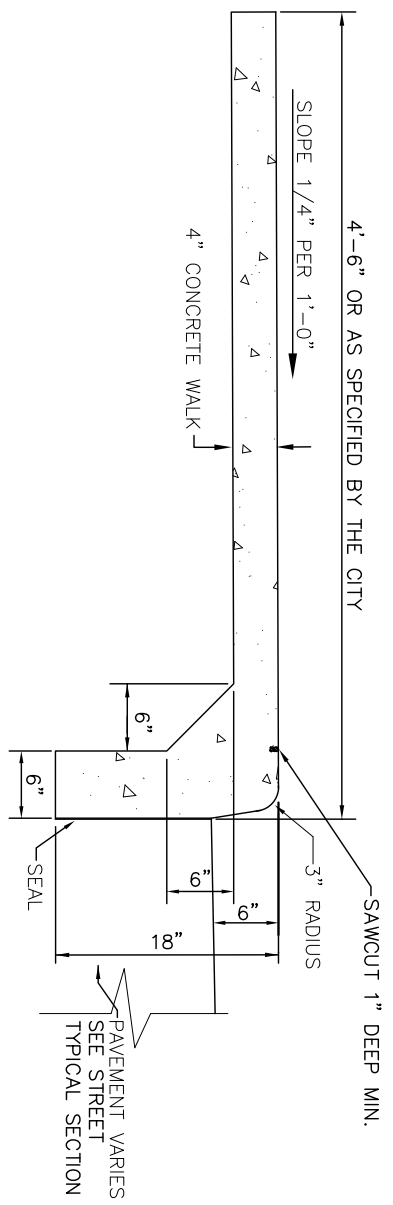 4'-6" OR AS SPECIFIED BY THE CITY
SLOPE 1/4" PER 1'-0"
4" CONCRETE WALK
SAWCUT 1" DEEP MIN.
3" RADIUS
6"
6"
6"
6"
18"
SEAL
PAVEMENT VARIES
SEE STREET
TYPICAL SECTION